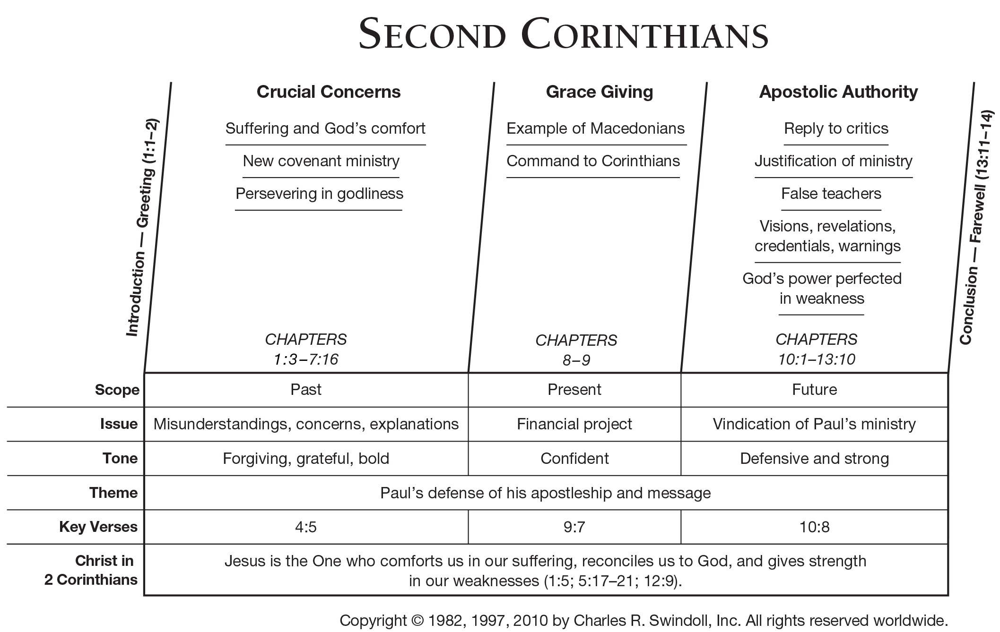 SECOND CORINTHIANS
Introduction — Greeting (1:1–2)
Crucial Concerns
Suffering and God's comfort
New covenant ministry
Persevering in godliness
CHAPTERS
1:3–7:16
Grace Giving
Example of Macedonians
Command to Corinthians
CHAPTERS
8–9
Apostolic Authority
Reply to critics
Justification of ministry
False teachers
Visions, revelations,
credentials, warnings
God's power perfected
in weakness
CHAPTERS
10:1–13:10
Conclusion — Farewell (13:11–14)
Scope Past Present Future
Issue Misunderstandings, concerns, explanations Financial project Vindication of Paul's ministry
Tone Forgiving, grateful, bold Confident Defensive and strong
Theme Paul's defense of his apostleship and message
Key Verses 4:5 9:7 10:8
Christ in
2 Corinthians
Jesus is the One who comforts us in our suffering, reconciles us to God, and gives strength
in our weaknesses (1:5; 5:17–21; 12:9).
Copyright © 1982, 1997, 2010 by Charles R. Swindoll, Inc. All rights reserved worldwide.